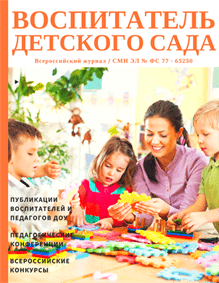 ВОСПИТАТЕЛЬ
ДЕТСКОГО САДА
Всероссийский журнал / СМИ ЭЛ № ФС 77 - 65250
ПУБЛИКАЦИИ
ВОСПИТАТЕЛЕЙ И
ПЕДАГОГОВ ДОУ
ПЕДАГОГИЧЕСКИЕ
КОНФЕРЕНЦИИ
ВСЕРОССИЙСКИЕ
КОНКУРСЫ